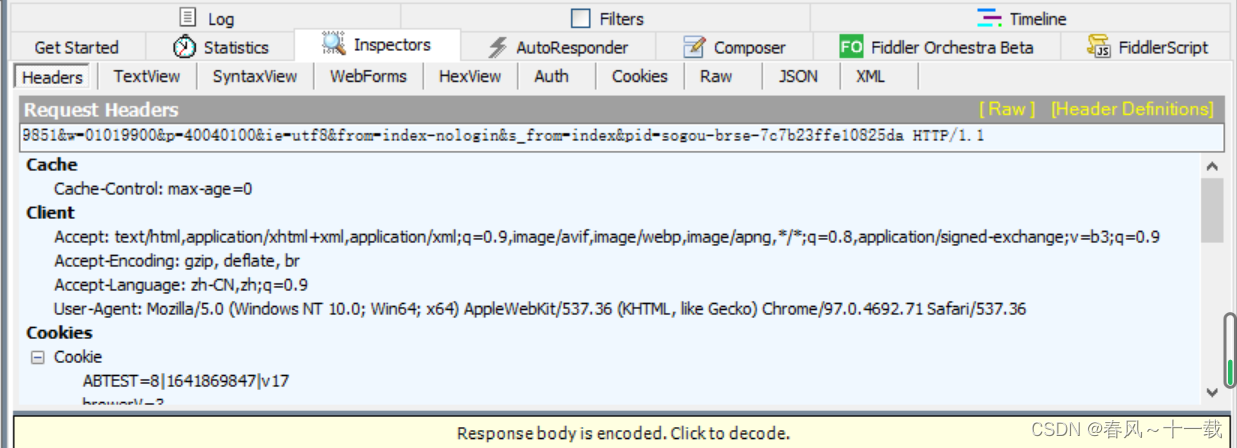 Log Filters Timeline
Get Started Statistics Inspectors AutoResponder Composer FO Fiddler Orchestra Beta JS FiddlerScript
Headers TextView SyntaxView WebForms HexView Auth Cookies Raw JSON XML
Request Headers [ Raw ] [Header Definitions]
9851&w=01019900&p=40040100&ie=utf8&from=index-nologin&s_from=index&pid=sogou-brse-7c7b23ffe10825da HTTP/1.1
Cache
Cache-Control: max-age=0
Client
Accept: text/html,application/xhtml+xml,application/xml;q=0.9,image/avif,image/webp,image/apng,*/*;q=0.8,application/signed-exchange;v=b3;q=0.9
Accept-Encoding: gzip, deflate, br
Accept-Language: zh-CN,zh;q=0.9
User-Agent: Mozilla/5.0 (Windows NT 10.0; Win64; x64) AppleWebKit/537.36 (KHTML, like Gecko) Chrome/97.0.4692.71 Safari/537.36
Cookies
Cookie
ABTEST=8|1641869847|v17
browerV=3
Response body is encoded. Click to decode.
CSDN @春风～十一载